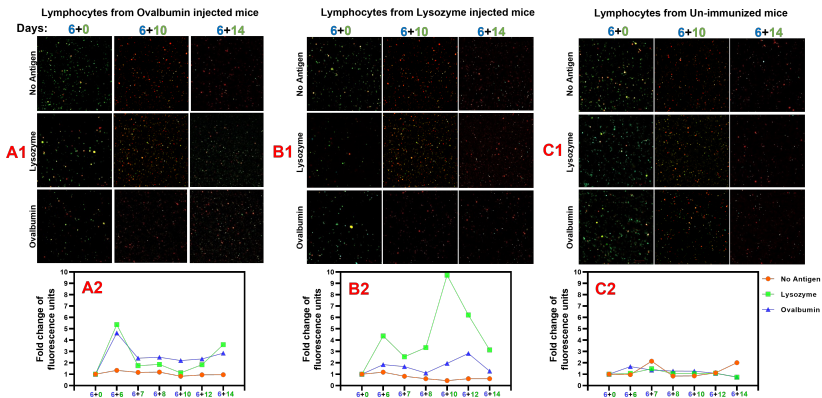 Lymphocytes from Ovalbumin injected mice
Days: 6+0 6+10 6+14
No Antigen
Lysozyme
Ovalbumin
A1
Lymphocytes from Lysozyme injected mice
6+0 6+10 6+14
No Antigen
Lysozyme
Ovalbumin
B1
Lymphocytes from Un-immunized mice
6+0 6+10 6+14
No Antigen
Lysozyme
Ovalbumin
C1
A2
Fold change of
fluorescence units
10
9
8
7
6
5
4
3
2
1
0
6+0 6+6 6+7 6+8 6+10 6+12 6+14
B2
Fold change of
fluorescence units
10
9
8
7
6
5
4
3
2
1
0
6+0 6+6 6+7 6+8 6+10 6+12 6+14
C2
Fold change of
fluorescence units
10
9
8
7
6
5
4
3
2
1
0
6+0 6+6 6+7 6+8 6+10 6+12 6+14
No Antigen
Lysozyme
Ovalbumin